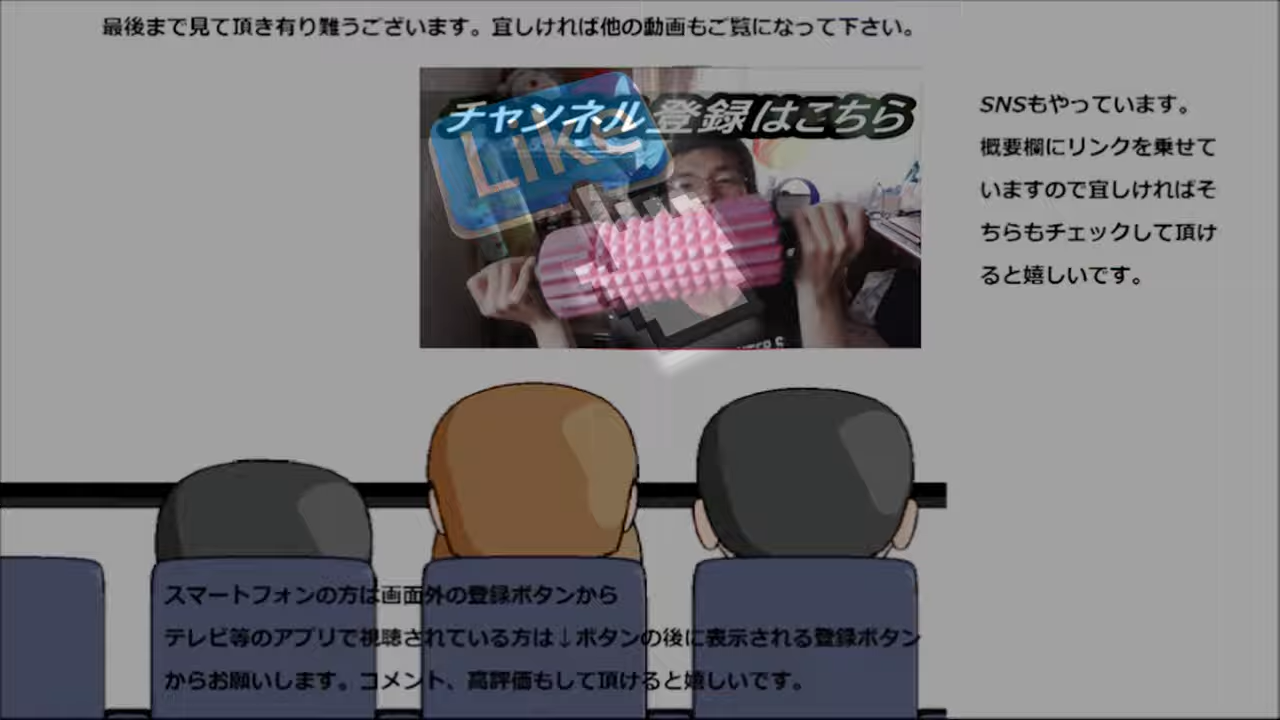 最後まで見て頂き有り難うございます。宜しければ他の動画もご覧になって下さい。
チャンネル登録はこちら
Like
SNSもやっています。
概要欄にリンクを乗せて
いますので宜しければそ
ちらもチェックして頂け
ると嬉しいです。
スマートフォンの方は画面外の登録ボタンから
テレビ等のアプリで視聴されている方は↓ボタンの後に表示される登録ボタン
からお願いします。コメント、高評価もして頂けると嬉しいです。